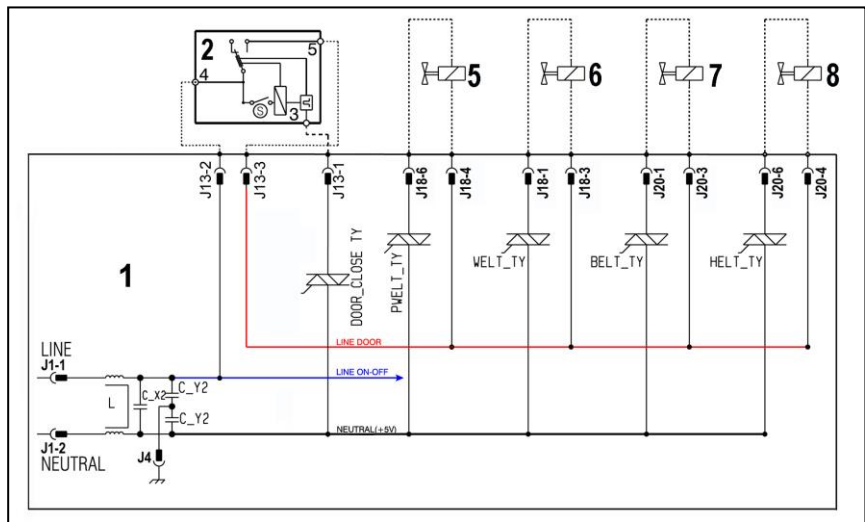 2
5
4
3
S
5
6
7
8
J13-2
J13-3
J13-1
J18-6
J18-4
J18-1
J18-3
J20-1
J20-3
J20-6
J20-4
1
DOOR_CLOSE TY
PWELT_TY
WELT_TY
BELT_TY
HELT_TY
LINE DOOR
LINE
J1-1
LINE ON-OFF
L
C_X2
C_Y2
C_Y2
NEUTRAL(+5V)
J1-2
NEUTRAL
J4